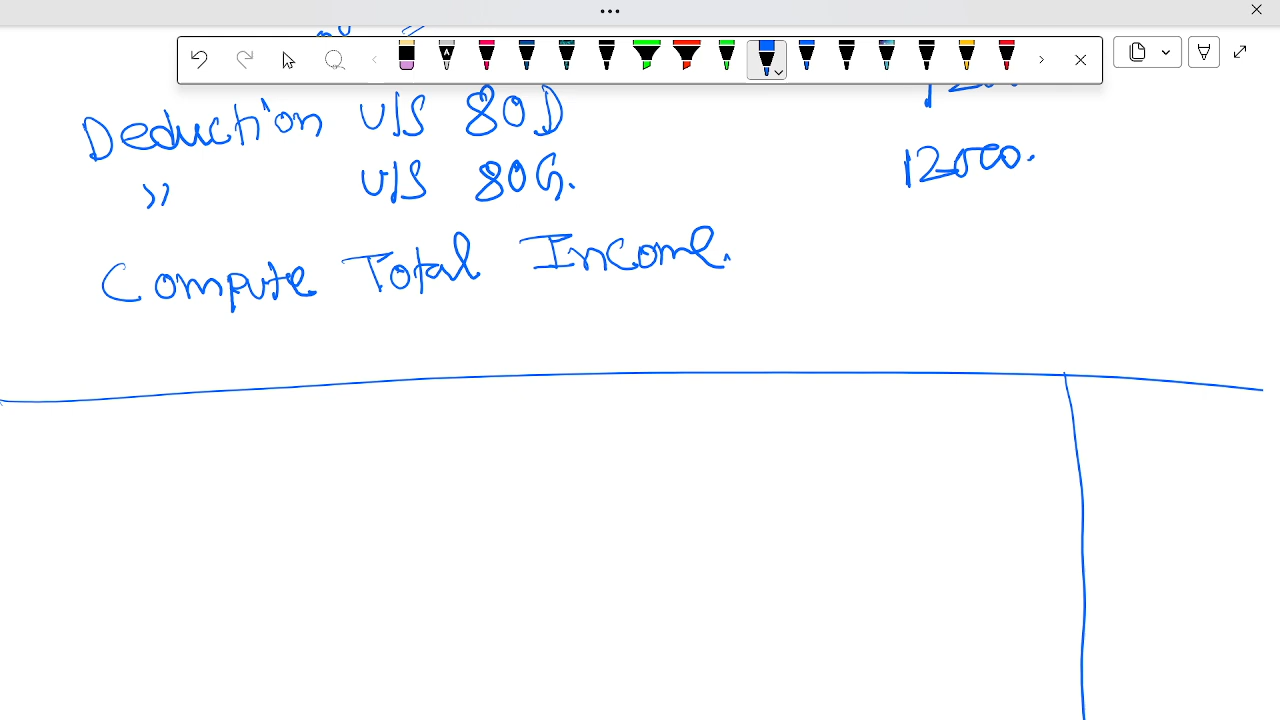 Deduction U/S 80D
" U/S 80G. 12000.
Compute Total Income.